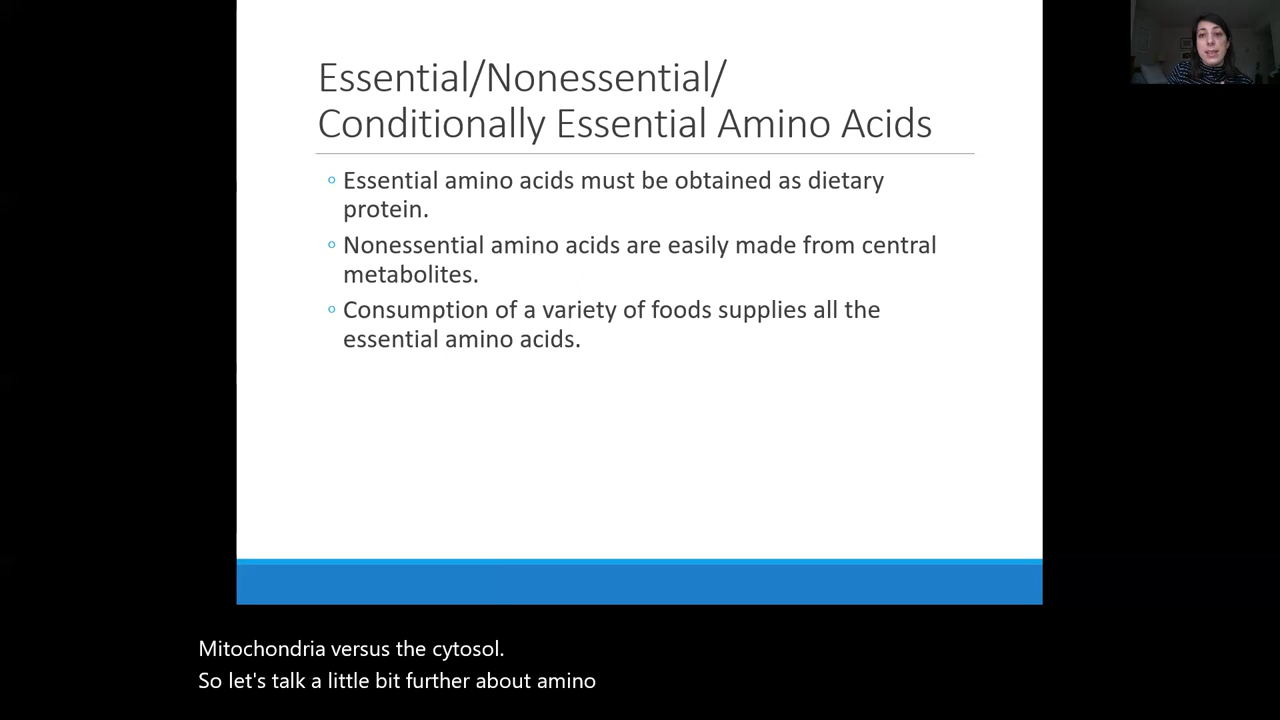 Essential/Nonessential/
Conditionally Essential Amino Acids
◦ Essential amino acids must be obtained as dietary
protein.
◦ Nonessential amino acids are easily made from central
metabolites.
◦ Consumption of a variety of foods supplies all the
essential amino acids.
Mitochondria versus the cytosol.
So let's talk a little bit further about amino